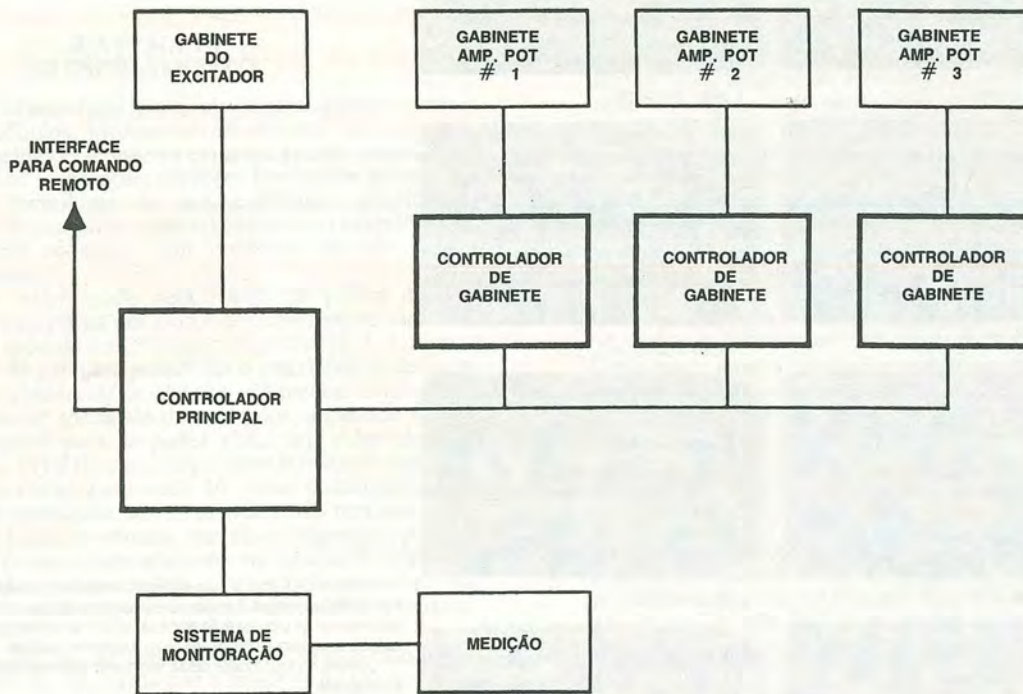 GABINETE
DO
EXCITADOR
GABINETE
AMP. POT
# 1
GABINETE
AMP. POT
# 2
GABINETE
AMP. POT
# 3
INTERFACE
PARA COMANDO
REMOTO
CONTROLADOR
DE
GABINETE
CONTROLADOR
DE
GABINETE
CONTROLADOR
DE
GABINETE
CONTROLADOR
PRINCIPAL
SISTEMA DE
MONITORAÇÃO
MEDIÇÃO